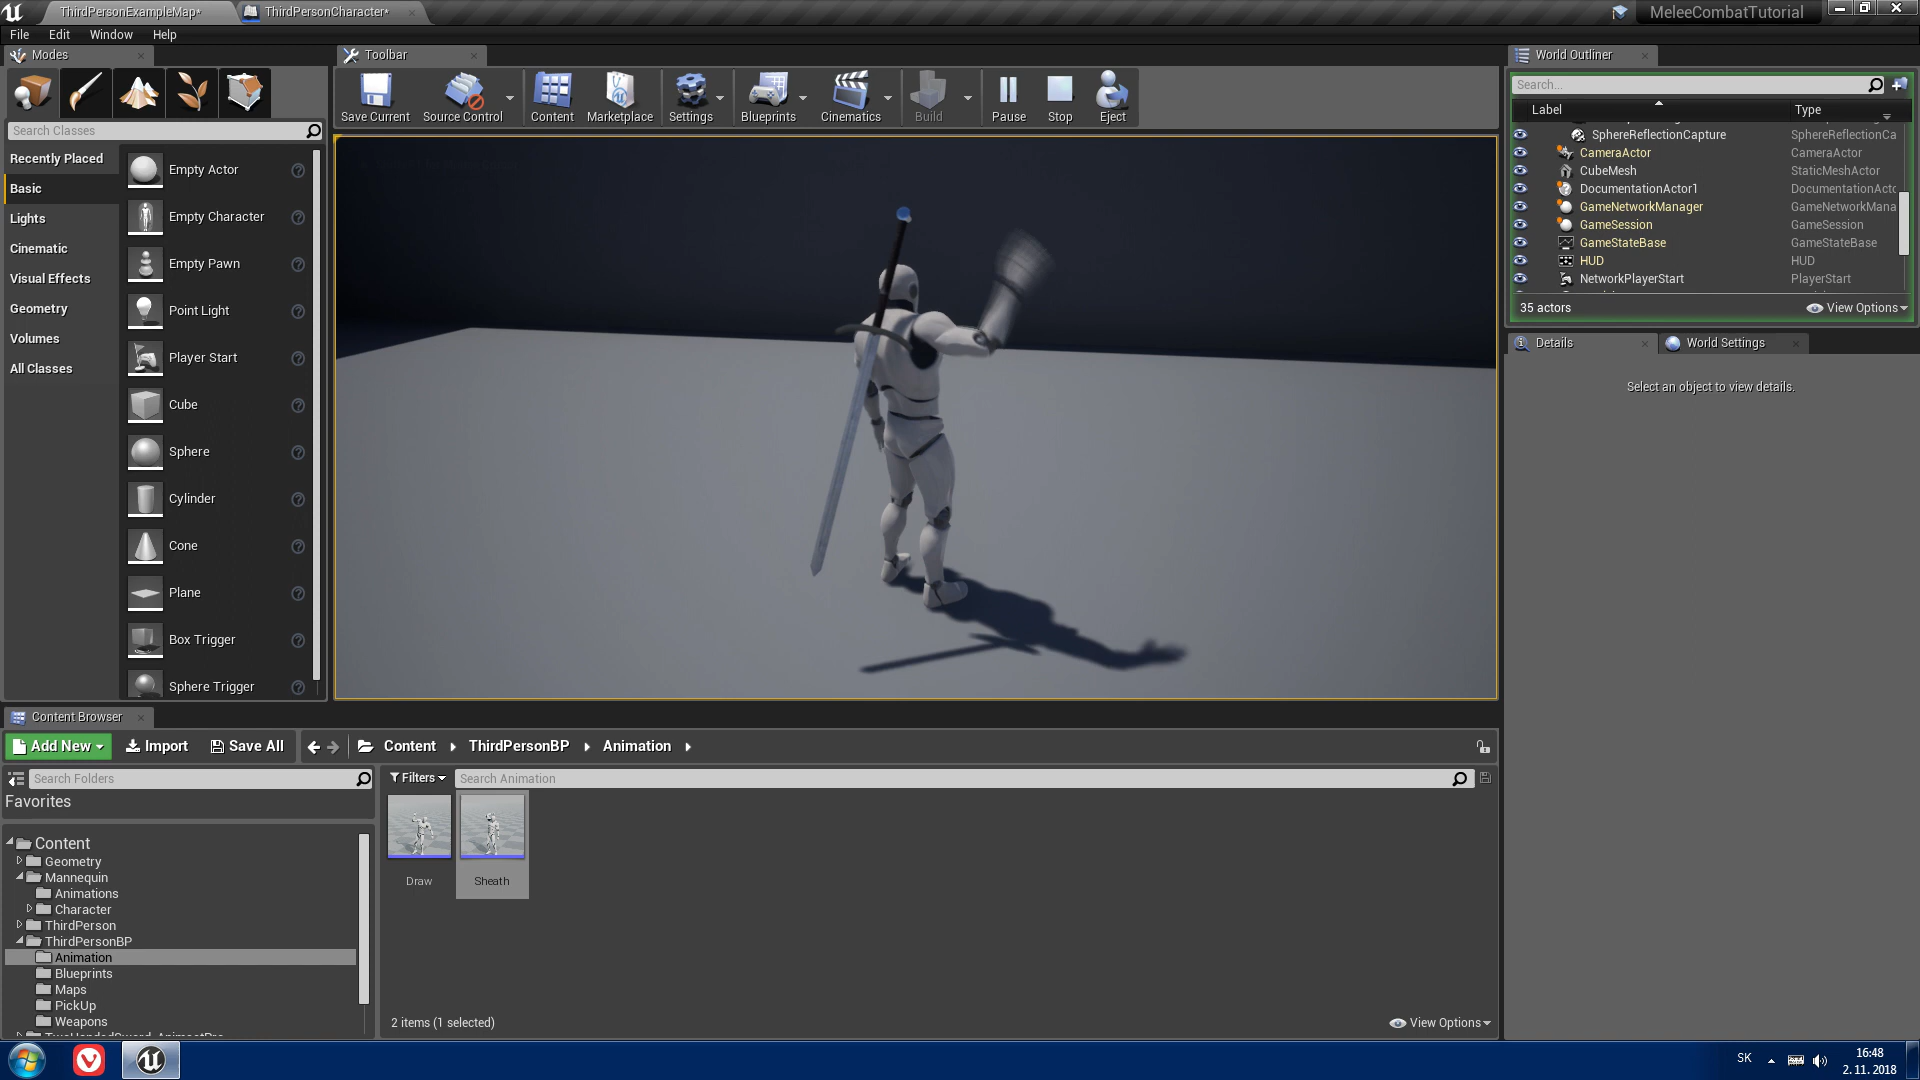 ThirdPersonExampleMap*
ThirdPersonCharacter*
MeleeCombatTutorial
File Edit Window Help
Modes
Toolbar
World Outliner
Save Current
Source Control
Content
Marketplace
Settings
Blueprints
Cinematics
Build
Pause
Stop
Eject
Search Classes
Recently Placed
Basic
Lights
Cinematic
Visual Effects
Geometry
Volumes
All Classes
Empty Actor
Empty Character
Empty Pawn
Point Light
Player Start
Cube
Sphere
Cylinder
Cone
Plane
Box Trigger
Sphere Trigger
Search...
Label Type
SphereReflectionCapture SphereReflectionCa
CameraActor CameraActor
CubeMesh StaticMeshActor
DocumentationActor1 DocumentationActo
GameNetworkManager GameNetworkMana
GameSession GameSession
GameStateBase GameStateBase
HUD HUD
NetworkPlayerStart PlayerStart
35 actors
View Options
Details
World Settings
Select an object to view details.
Content Browser
Add New
Import
Save All
Content ThirdPersonBP Animation
Search Folders
Filters
Search Animation
Favorites
Content
Geometry
Mannequin
Animations
Character
ThirdPerson
ThirdPersonBP
Animation
Blueprints
Maps
PickUp
Weapons
Draw
Sheath
2 items (1 selected)
View Options
SK
16:48
2. 11. 2018